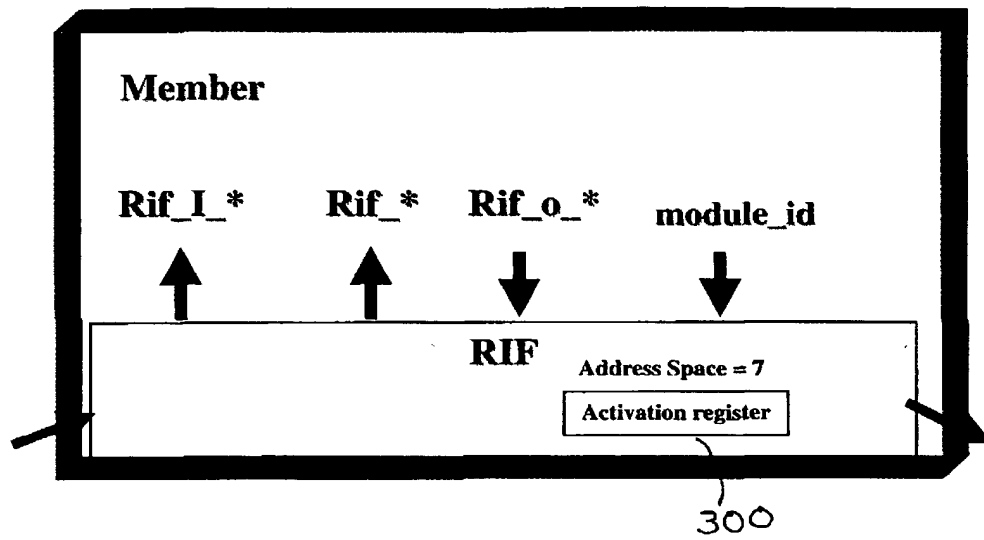 Member
Rif_I_* Rif_* Rif_o_* module_id
RIF
Address Space = 7
Activation register
300